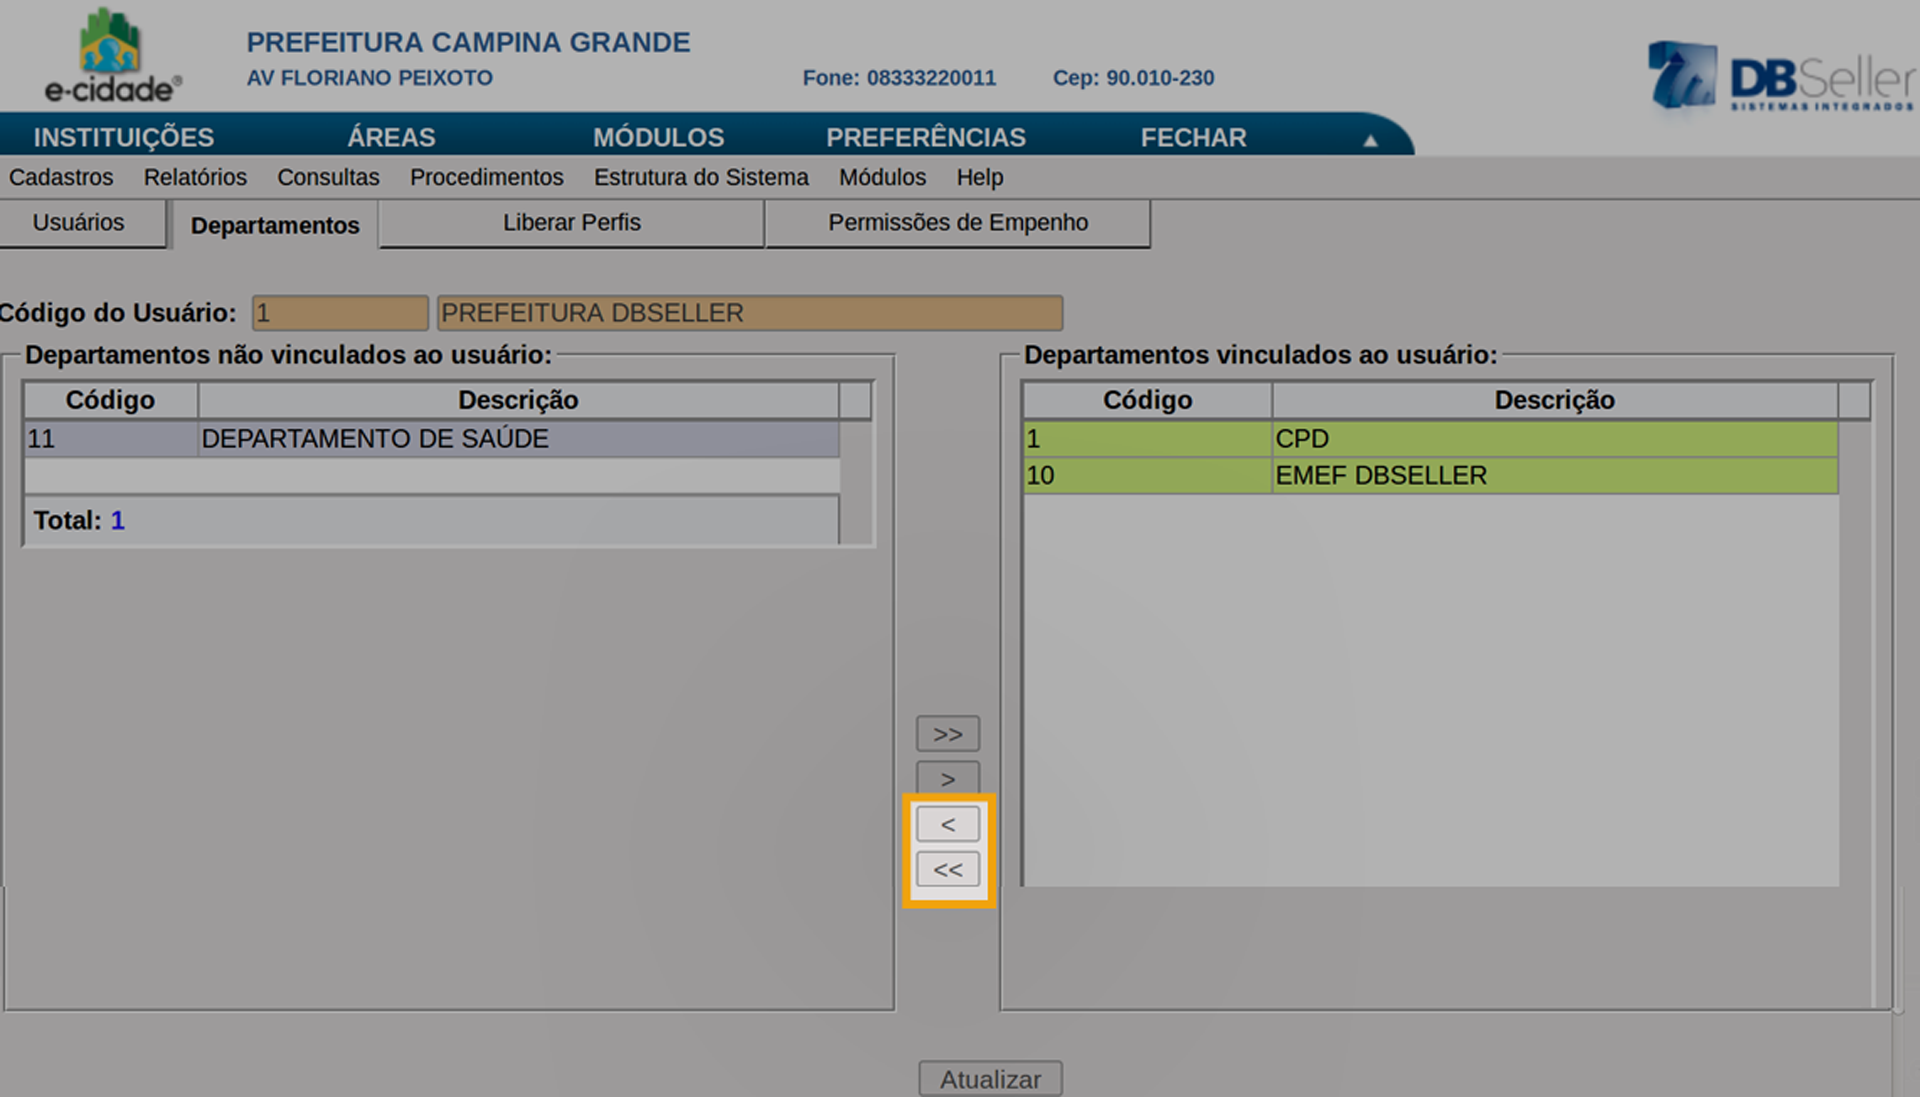 e-cidade®
PREFEITURA CAMPINA GRANDE
AV FLORIANO PEIXOTO Fone: 08333220011 Cep: 90.010-230
DBSeller
SISTEMAS INTEGRADOS
INSTITUIÇÕES ÁREAS MÓDULOS PREFERÊNCIAS FECHAR ▲
Cadastros Relatórios Consultas Procedimentos Estrutura do Sistema Módulos Help
Usuários Departamentos Liberar Perfis Permissões de Empenho
Código do Usuário: 1 PREFEITURA DBSELLER
Departamentos não vinculados ao usuário:
Código Descrição
11 DEPARTAMENTO DE SAÚDE
Total: 1
>>
>
<
<<
Departamentos vinculados ao usuário:
Código Descrição
1 CPD
10 EMEF DBSELLER
Atualizar